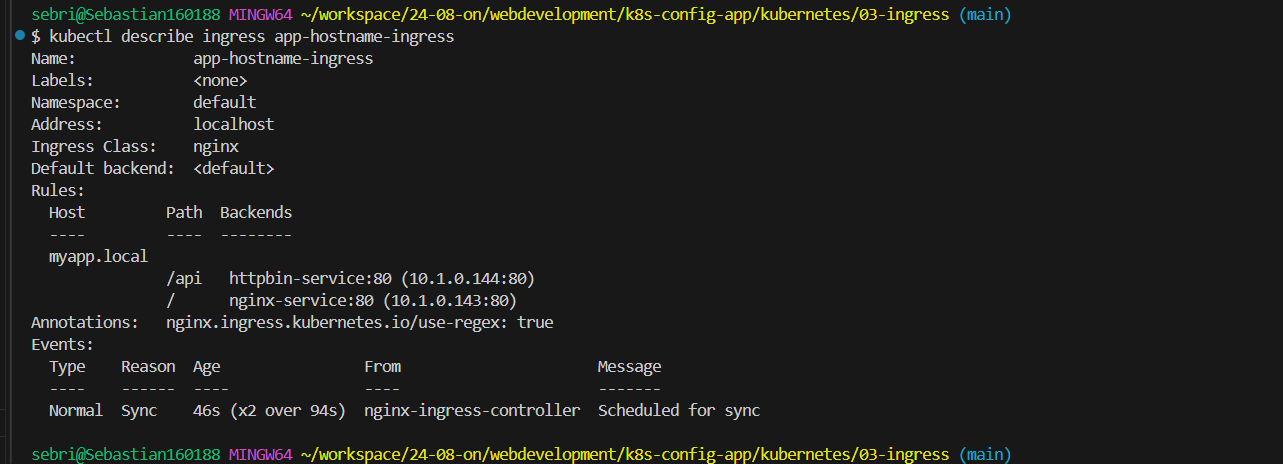 sebri@Sebastian160188 MINGW64 ~/workspace/24-08-on/webdevelopment/k8s-config-app/kubernetes/03-ingress (main)
$ kubectl describe ingress app-hostname-ingress
Name:             app-hostname-ingress
Labels:           <none>
Namespace:        default
Address:          localhost
Ingress Class:    nginx
Default backend:  <default>
Rules:
  Host         Path  Backends
  ----         ----  --------
  myapp.local
               /api   httpbin-service:80 (10.1.0.144:80)
               /      nginx-service:80 (10.1.0.143:80)
Annotations:   nginx.ingress.kubernetes.io/use-regex: true
Events:
  Type    Reason  Age                From                      Message
  ----    ------  ----               ----                      -------
  Normal  Sync    46s (x2 over 94s)  nginx-ingress-controller  Scheduled for sync
sebri@Sebastian160188 MINGW64 ~/workspace/24-08-on/webdevelopment/k8s-config-app/kubernetes/03-ingress (main)